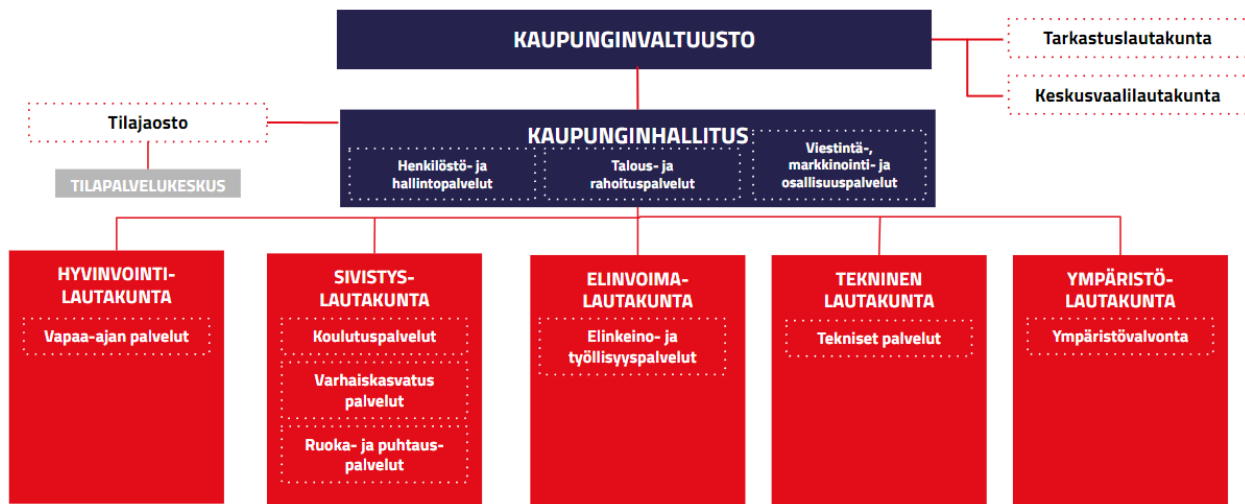 KAUPUNGINVALTUUSTO
Tarkastuslautakunta
Keskusvaalilautakunta
Tilajaosto
TILAPALVELUKESKUS
KAUPUNGINHALLITUS
Henkilöstö- ja
hallintopalvelut
Talous- ja
rahoituspalvelut
Viestintä-,
markkinointi- ja
osallisuuspalvelut
HYVINVOINTI-
LAUTAKUNTA
Vapaa-ajan palvelut
SIVISTYS-
LAUTAKUNTA
Koulutuspalvelut
Varhaiskasvatus
palvelut
Ruoka- ja puhtaus-
palvelut
ELINVOIMA-
LAUTAKUNTA
Elinkeino- ja
työllisyyspalvelut
TEKNINEN
LAUTAKUNTA
Tekniset palvelut
YMPÄRISTÖ-
LAUTAKUNTA
Ympäristövalvonta